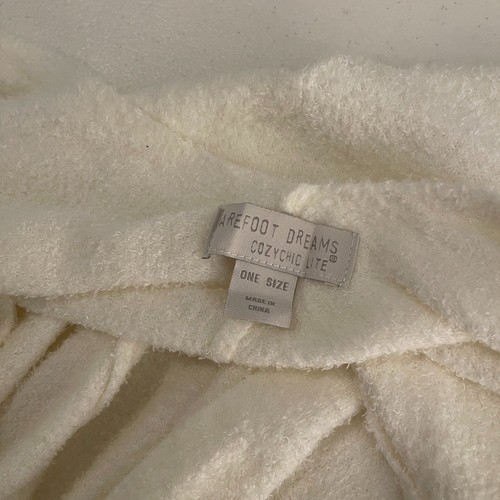 AREFOOT DREAMS
COZYCHIC LITE®
ONE SIZE
MADE IN
CHINA